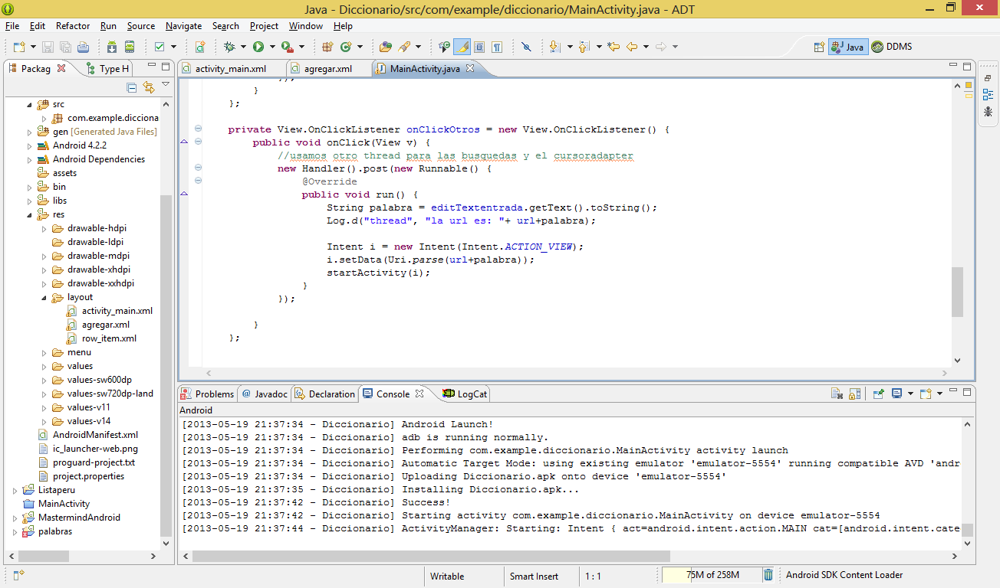 Java - Diccionario/src/com/example/diccionario/MainActivity.java - ADT
File Edit Refactor Run Source Navigate Search Project Window Help
Java DDMS
Packag Type H
src
com.example.dicciona
gen [Generated Java Files]
Android 4.2.2
Android Dependencies
assets
bin
libs
res
drawable-hdpi
drawable-ldpi
drawable-mdpi
drawable-xhdpi
drawable-xxhdpi
layout
activity_main.xml
agregar.xml
row_item.xml
menu
values
values-sw600dp
values-sw720dp-land
values-v11
values-v14
AndroidManifest.xml
ic_launcher-web.png
proguard-project.txt
project.properties
Listaperu
MainActivity
MastermindAndroid
palabras
activity_main.xml agregar.xml MainActivity.java
});
}
};
private View.OnClickListener onClickOtros = new View.OnClickListener() {
public void onClick(View v) {
//usamos otro thread para las busquedas y el cursoradapter
new Handler().post(new Runnable() {
@Override
public void run() {
String palabra = editTextentrada.getText().toString();
Log.d("thread", "la url es: "+ url+palabra);
Intent i = new Intent(Intent.ACTION_VIEW);
i.setData(Uri.parse(url+palabra));
startActivity(i);
}
});
}
};
Problems @ Javadoc Declaration Console LogCat
Android
[2013-05-19 21:37:34 - Diccionario] Android Launch!
[2013-05-19 21:37:34 - Diccionario] adb is running normally.
[2013-05-19 21:37:34 - Diccionario] Performing com.example.diccionario.MainActivity activity launch
[2013-05-19 21:37:34 - Diccionario] Automatic Target Mode: using existing emulator 'emulator-5554' running compatible AVD 'andr
[2013-05-19 21:37:34 - Diccionario] Uploading Diccionario.apk onto device 'emulator-5554'
[2013-05-19 21:37:35 - Diccionario] Installing Diccionario.apk...
[2013-05-19 21:37:42 - Diccionario] Success!
[2013-05-19 21:37:42 - Diccionario] Starting activity com.example.diccionario.MainActivity on device emulator-5554
[2013-05-19 21:37:44 - Diccionario] ActivityManager: Starting: Intent { act=android.intent.action.MAIN cat=[android.intent.cate
Writable Smart Insert 1 : 1 75M of 258M Android SDK Content Loader